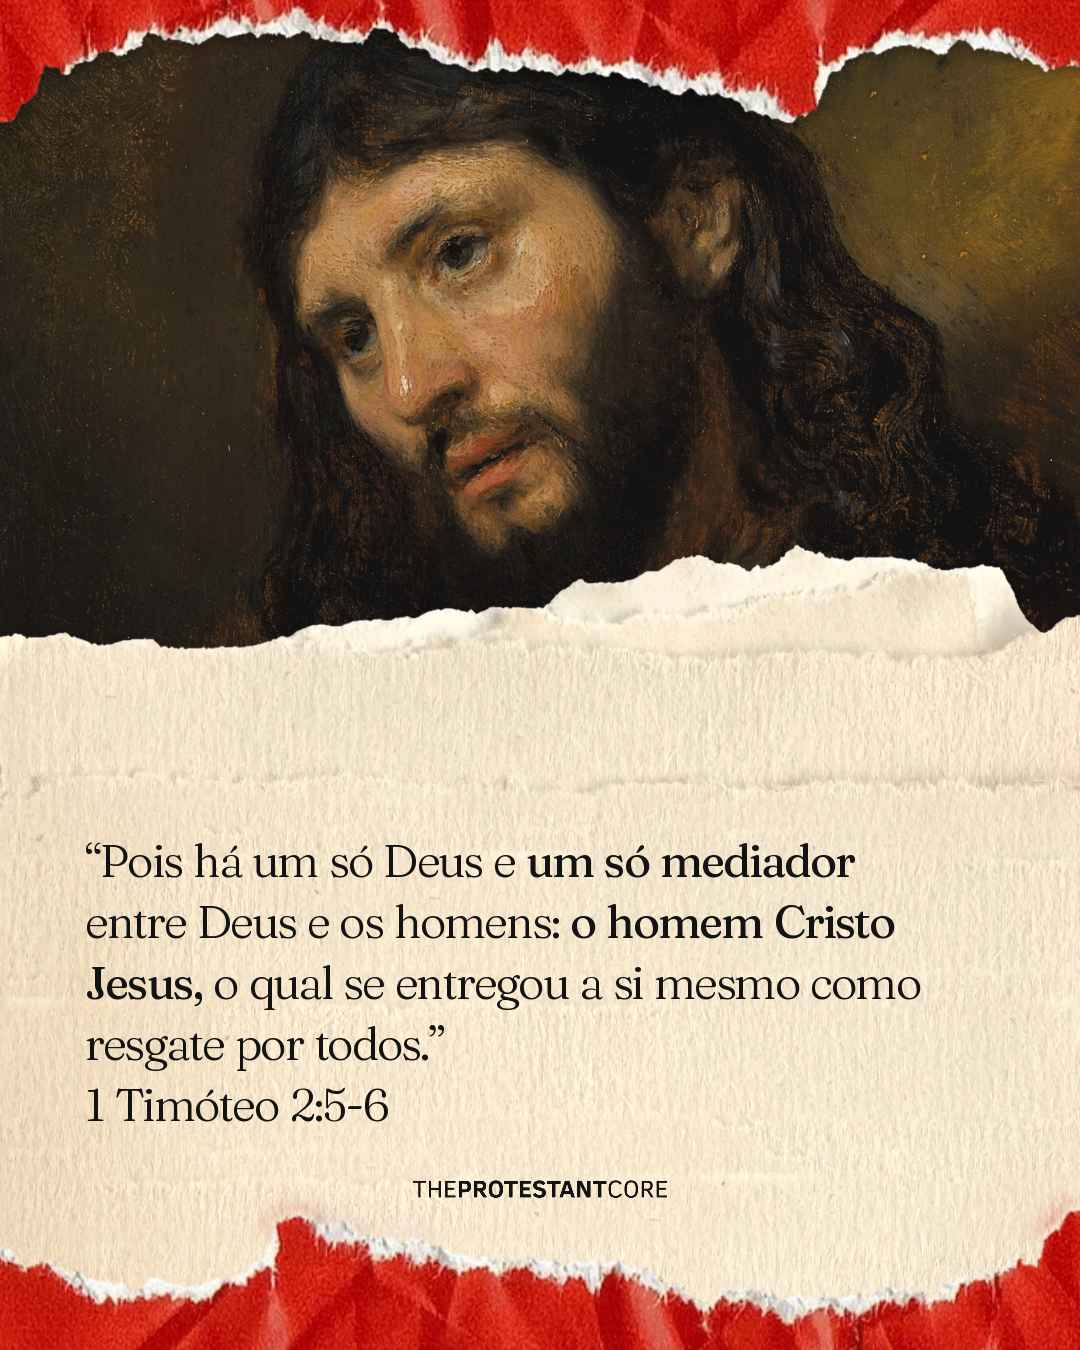 “Pois há um só Deus e um só mediador
entre Deus e os homens: o homem Cristo
Jesus, o qual se entregou a si mesmo como
resgate por todos.”
1 Timóteo 2:5-6
THEPROTESTANTCORE